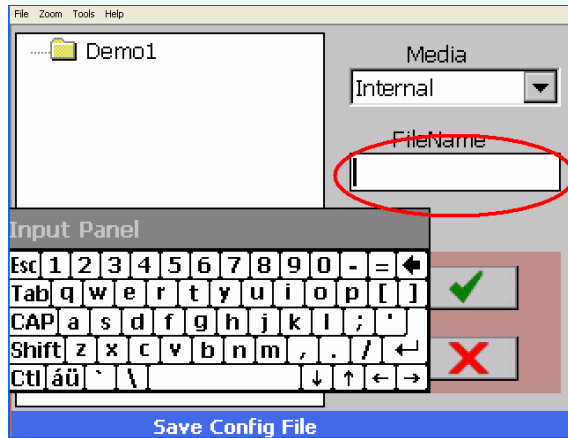 File Zoom Tools Help
Demo1
Media
Internal
FileName
Input Panel
Esc 1 2 3 4 5 6 7 8 9 0 - = 🡄
Tab q w e r t y u i o p [ ]
CAP a s d f g h j k l ; '
Shift z x c v b n m , . / ↵
Ctl áü ` \ ↓ ↑ ← →
Save Config File